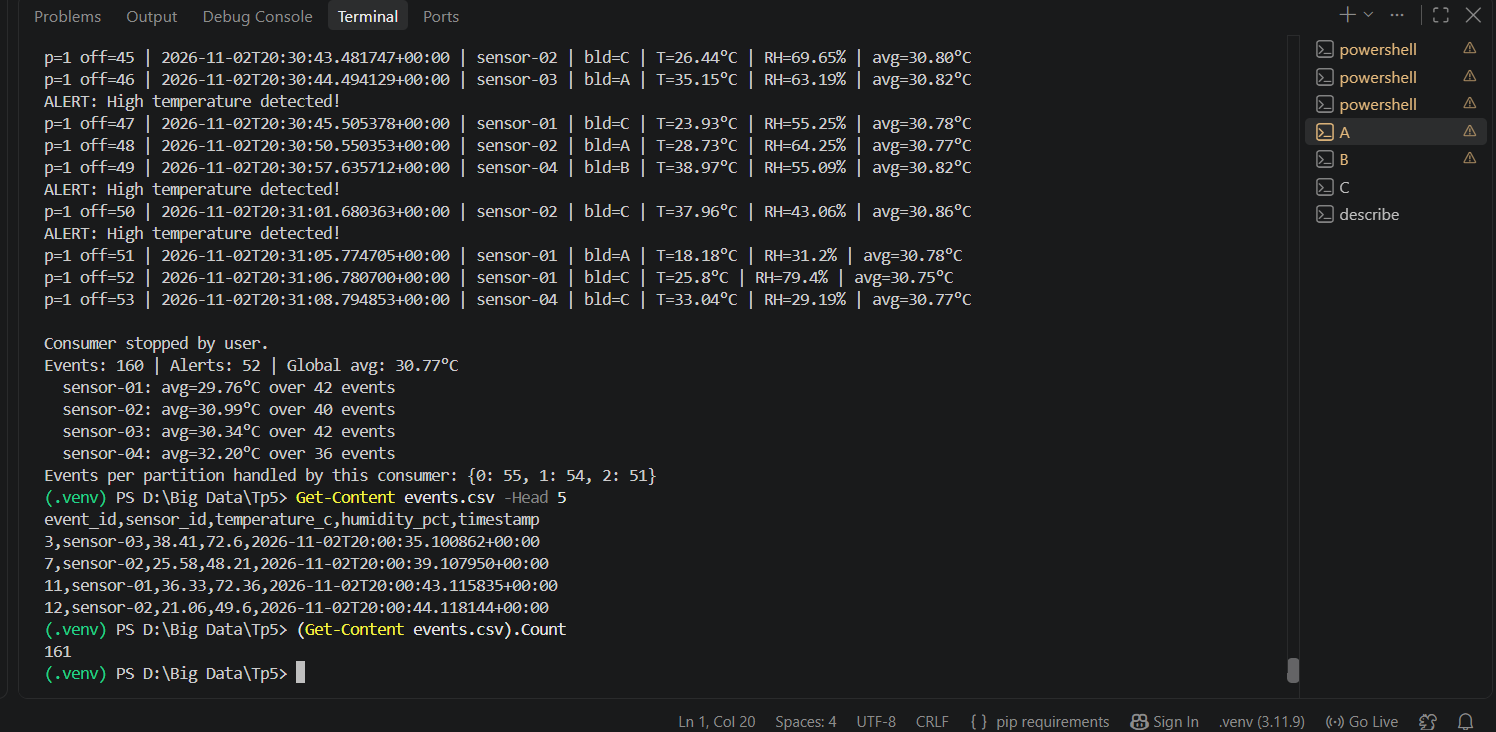 Problems Output Debug Console Terminal Ports
p=1 off=45 | 2026-11-02T20:30:43.481747+00:00 | sensor-02 | bld=C | T=26.44°C | RH=69.65% | avg=30.80°C
p=1 off=46 | 2026-11-02T20:30:44.494129+00:00 | sensor-03 | bld=A | T=35.15°C | RH=63.19% | avg=30.82°C
ALERT: High temperature detected!
p=1 off=47 | 2026-11-02T20:30:45.505378+00:00 | sensor-01 | bld=C | T=23.93°C | RH=55.25% | avg=30.78°C
p=1 off=48 | 2026-11-02T20:30:50.550353+00:00 | sensor-02 | bld=A | T=28.73°C | RH=64.25% | avg=30.77°C
p=1 off=49 | 2026-11-02T20:30:57.635712+00:00 | sensor-04 | bld=B | T=38.97°C | RH=55.09% | avg=30.82°C
ALERT: High temperature detected!
p=1 off=50 | 2026-11-02T20:31:01.680363+00:00 | sensor-02 | bld=C | T=37.96°C | RH=43.06% | avg=30.86°C
ALERT: High temperature detected!
p=1 off=51 | 2026-11-02T20:31:05.774705+00:00 | sensor-01 | bld=A | T=18.18°C | RH=31.2% | avg=30.78°C
p=1 off=52 | 2026-11-02T20:31:06.780700+00:00 | sensor-01 | bld=C | T=25.8°C | RH=79.4% | avg=30.75°C
p=1 off=53 | 2026-11-02T20:31:08.794853+00:00 | sensor-04 | bld=C | T=33.04°C | RH=29.19% | avg=30.77°C
Consumer stopped by user.
Events: 160 | Alerts: 52 | Global avg: 30.77°C
sensor-01: avg=29.76°C over 42 events
sensor-02: avg=30.99°C over 40 events
sensor-03: avg=30.34°C over 42 events
sensor-04: avg=32.20°C over 36 events
Events per partition handled by this consumer: {0: 55, 1: 54, 2: 51}
(.venv) PS D:\Big Data\Tp5> Get-Content events.csv -Head 5
event_id,sensor_id,temperature_c,humidity_pct,timestamp
3,sensor-03,38.41,72.6,2026-11-02T20:00:35.100862+00:00
7,sensor-02,25.58,48.21,2026-11-02T20:00:39.107950+00:00
11,sensor-01,36.33,72.36,2026-11-02T20:00:43.115835+00:00
12,sensor-02,21.06,49.6,2026-11-02T20:00:44.118144+00:00
(.venv) PS D:\Big Data\Tp5> (Get-Content events.csv).Count
161
(.venv) PS D:\Big Data\Tp5>
powershell
powershell
powershell
A
B
C
describe
Ln 1, Col 20 Spaces: 4 UTF-8 CRLF { } pip requirements Sign In .venv (3.11.9) Go Live